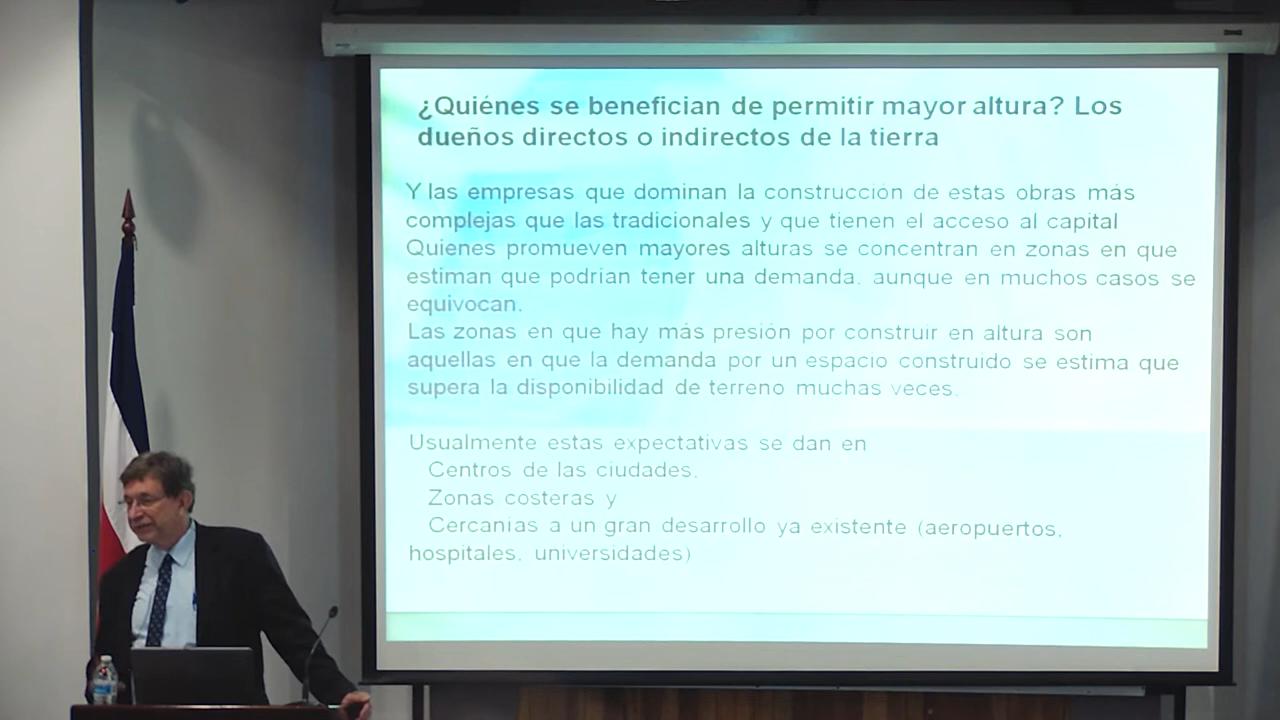 ¿Quiénes se benefician de permitir mayor altura? Los
dueños directos o indirectos de la tierra
Y las empresas que dominan la construcción de estas obras más
complejas que las tradicionales y que tienen el acceso al capital
Quienes promueven mayores alturas se concentran en zonas en que
estiman que podrían tener una demanda, aunque en muchos casos se
equivocan.
Las zonas en que hay más presión por construir en altura son
aquellas en que la demanda por un espacio construido se estima que
supera la disponibilidad de terreno muchas veces.
Usualmente estas expectativas se dan en
Centros de las ciudades,
Zonas costeras y
Cercanías a un gran desarrollo ya existente (aeropuertos,
hospitales, universidades)